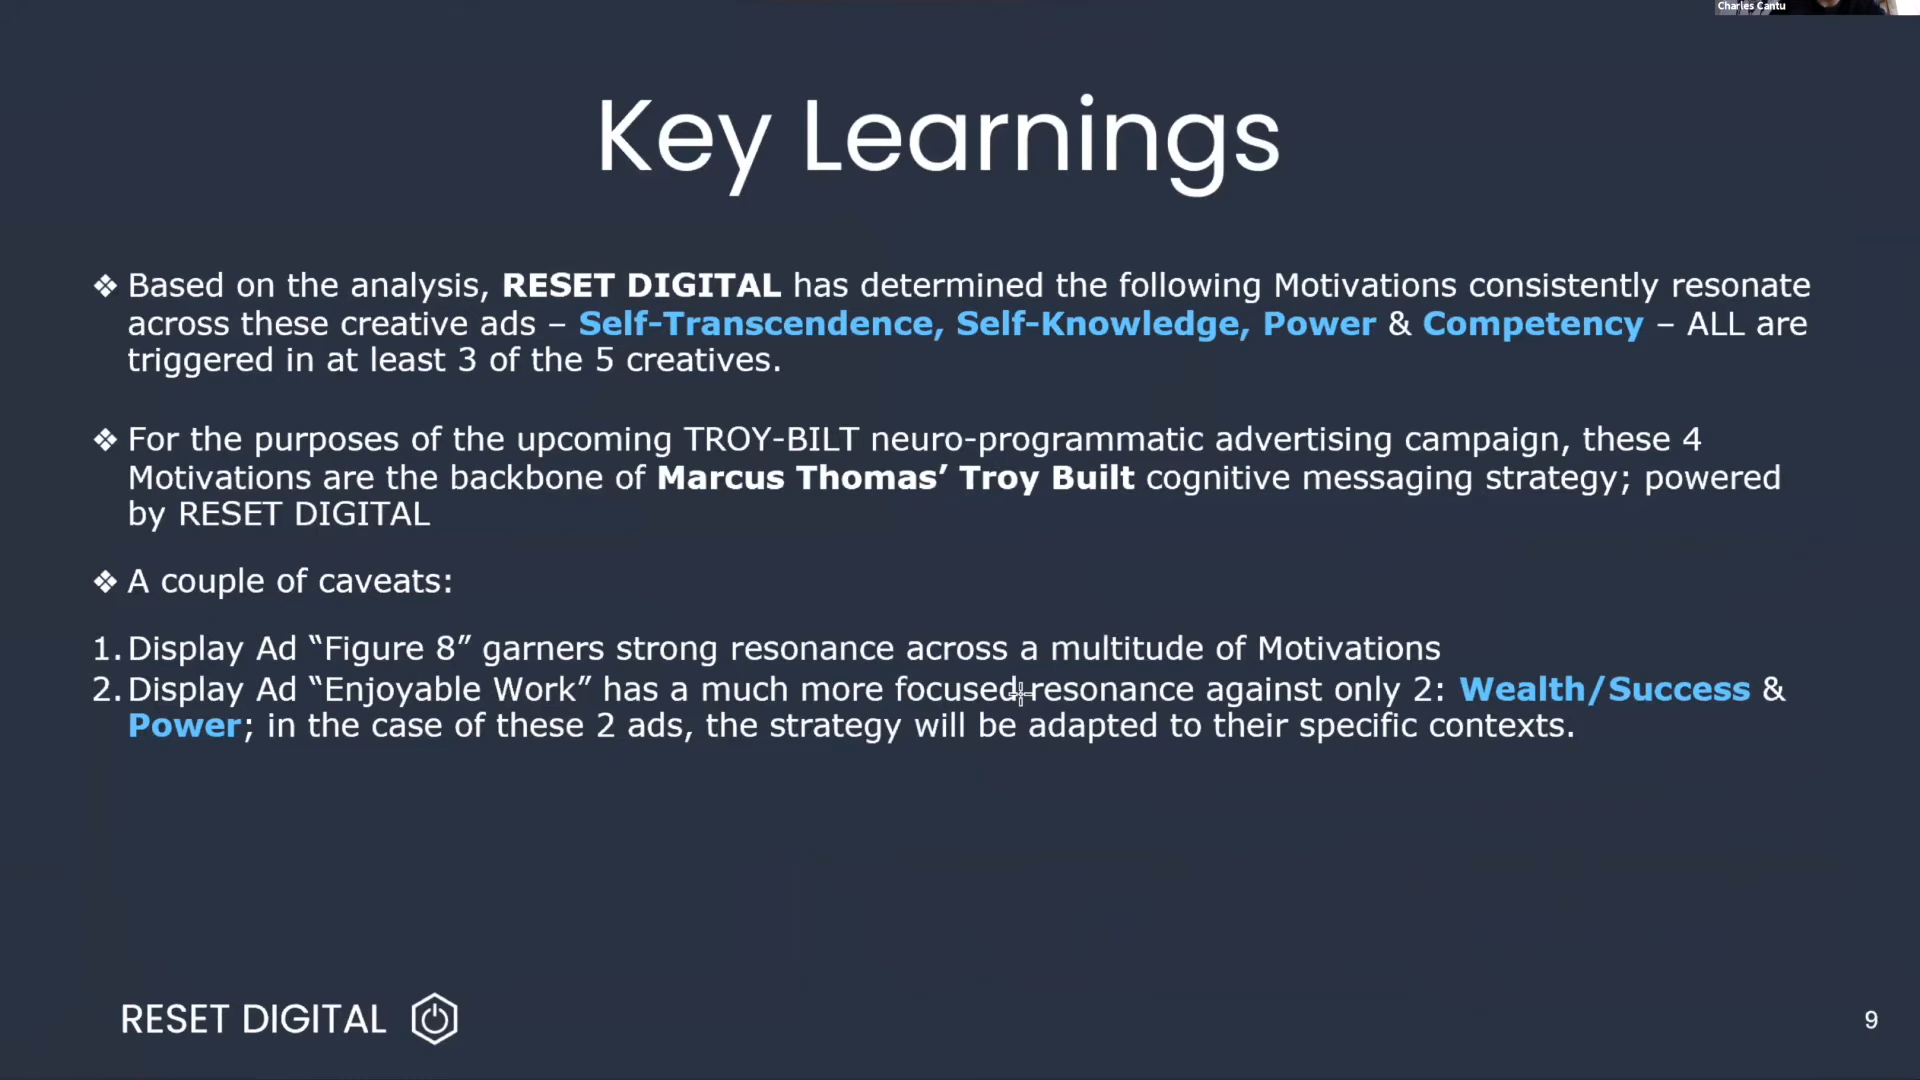 Charles Cantu
Key Learnings
❖ Based on the analysis, RESET DIGITAL has determined the following Motivations consistently resonate
across these creative ads – Self-Transcendence, Self-Knowledge, Power & Competency – ALL are
triggered in at least 3 of the 5 creatives.
❖ For the purposes of the upcoming TROY-BILT neuro-programmatic advertising campaign, these 4
Motivations are the backbone of Marcus Thomas’ Troy Built cognitive messaging strategy; powered
by RESET DIGITAL
❖ A couple of caveats:
1. Display Ad “Figure 8” garners strong resonance across a multitude of Motivations
2. Display Ad “Enjoyable Work” has a much more focused resonance against only 2: Wealth/Success &
Power; in the case of these 2 ads, the strategy will be adapted to their specific contexts.
RESET DIGITAL
9